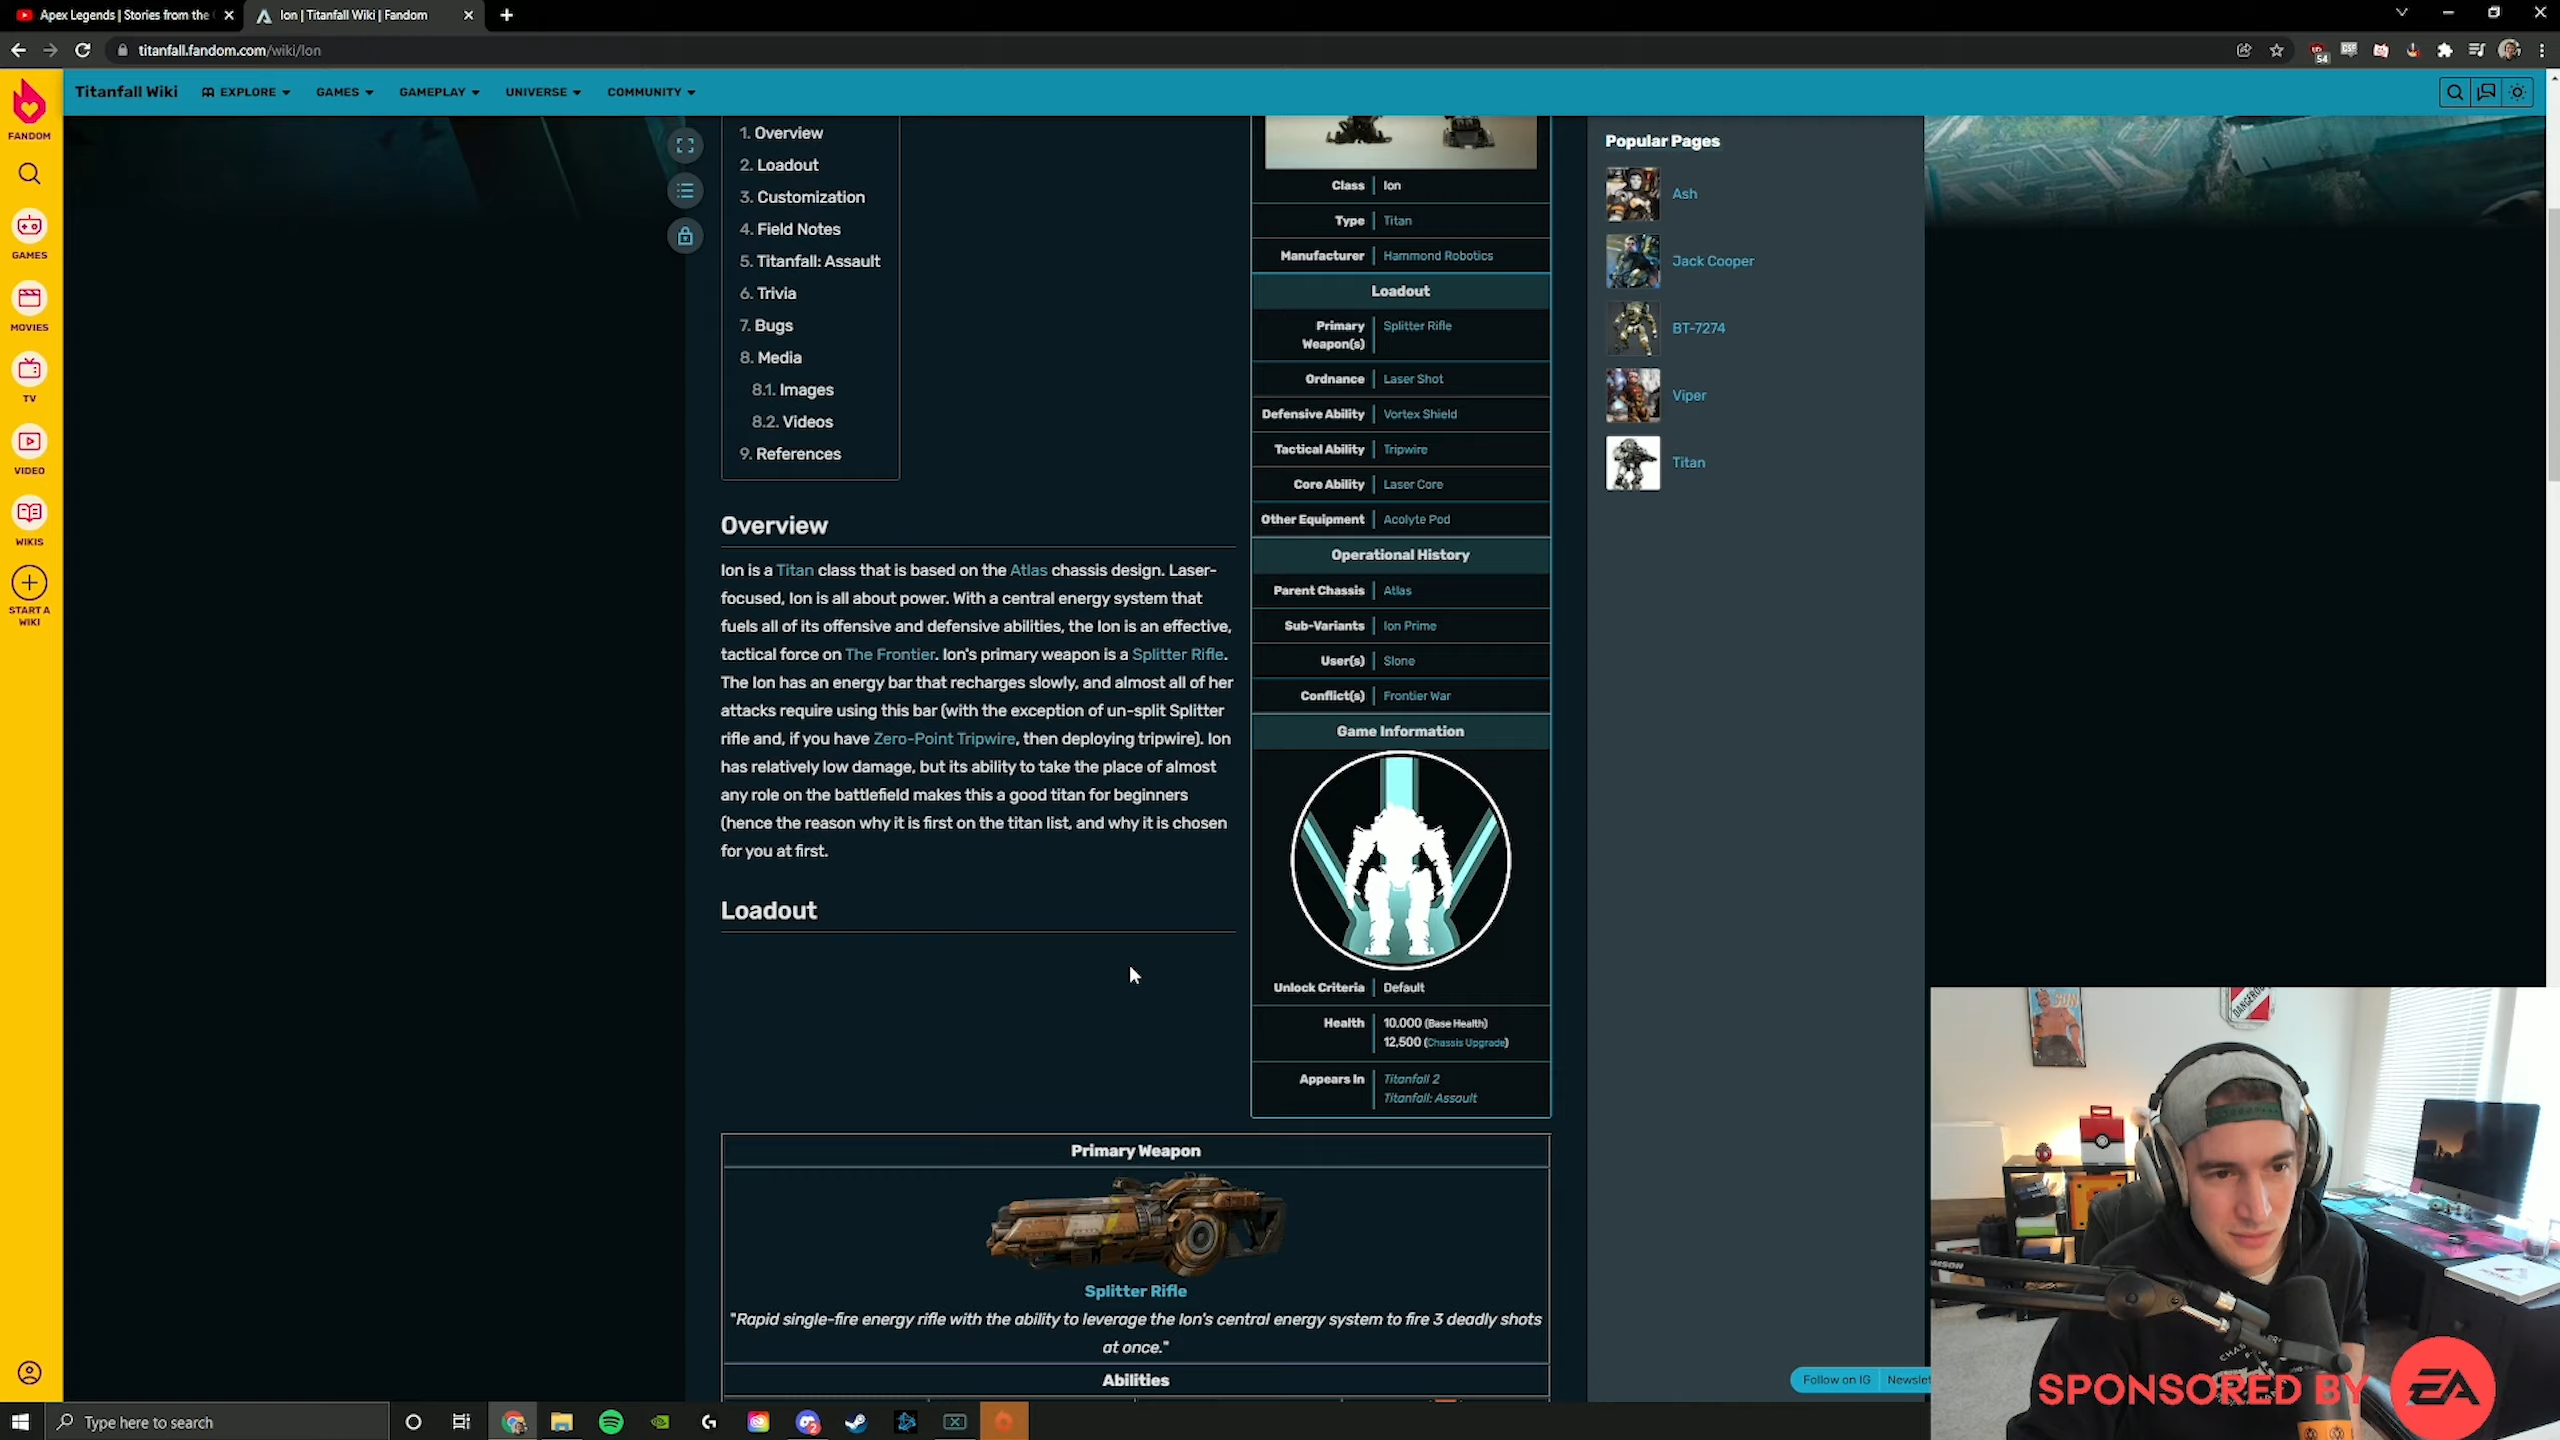 Apex Legends | Stories from the
Ion | Titanfall Wiki | Fandom
titanfall.fandom.com/wiki/Ion
54
Titanfall Wiki
EXPLORE
GAMES
GAMEPLAY
UNIVERSE
COMMUNITY
FANDOM
GAMES
MOVIES
TV
VIDEO
WIKIS
START A
WIKI
1. Overview
2. Loadout
3. Customization
4. Field Notes
5. Titanfall: Assault
6. Trivia
7. Bugs
8. Media
8.1. Images
8.2. Videos
9. References
Overview
Ion is a Titan class that is based on the Atlas chassis design. Laser-
focused, Ion is all about power. With a central energy system that
fuels all of its offensive and defensive abilities, the Ion is an effective,
tactical force on The Frontier. Ion's primary weapon is a Splitter Rifle.
The Ion has an energy bar that recharges slowly, and almost all of her
attacks require using this bar (with the exception of un-split Splitter
rifle and, if you have Zero-Point Tripwire, then deploying tripwire). Ion
has relatively low damage, but its ability to take the place of almost
any role on the battlefield makes this a good titan for beginners
(hence the reason why it is first on the titan list, and why it is chosen
for you at first.
Loadout
Class Ion
Type Titan
Manufacturer Hammond Robotics
Loadout
Primary Splitter Rifle
Weapon(s)
Ordnance Laser Shot
Defensive Ability Vortex Shield
Tactical Ability Tripwire
Core Ability Laser Core
Other Equipment Acolyte Pod
Operational History
Parent Chassis Atlas
Sub-Variants Ion Prime
User(s) Slone
Conflict(s) Frontier War
Game Information
Unlock Criteria Default
Health 10,000 (Base Health)
12,500 (Chassis Upgrade)
Appears In Titanfall 2
Titanfall: Assault
Primary Weapon
Splitter Rifle
"Rapid single-fire energy rifle with the ability to leverage the Ion's central energy system to fire 3 deadly shots
at once."
Abilities
Popular Pages
Ash
Jack Cooper
BT-7274
Viper
Titan
Follow on IG
Newslet
DANGEROUS
SPONSORED BY EA
Type here to search
2